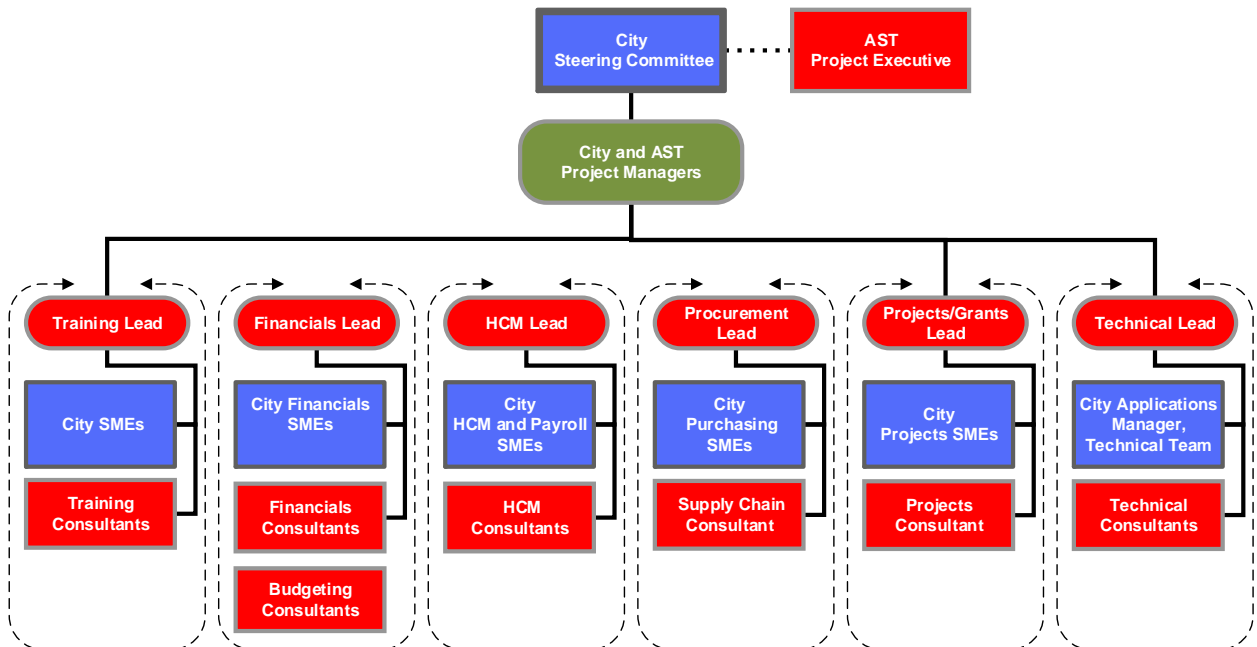 City
Steering Committee
AST
Project Executive
City and AST
Project Managers
Training Lead
Financials Lead
HCM Lead
Procurement
Lead
Projects/Grants
Lead
Technical Lead
City SMEs
City Financials
SMEs
City
HCM and Payroll
SMEs
City
Purchasing
SMEs
City
Projects SMEs
City Applications
Manager,
Technical Team
Training
Consultants
Financials
Consultants
HCM
Consultants
Supply Chain
Consultant
Projects
Consultant
Technical
Consultants
Budgeting
Consultants